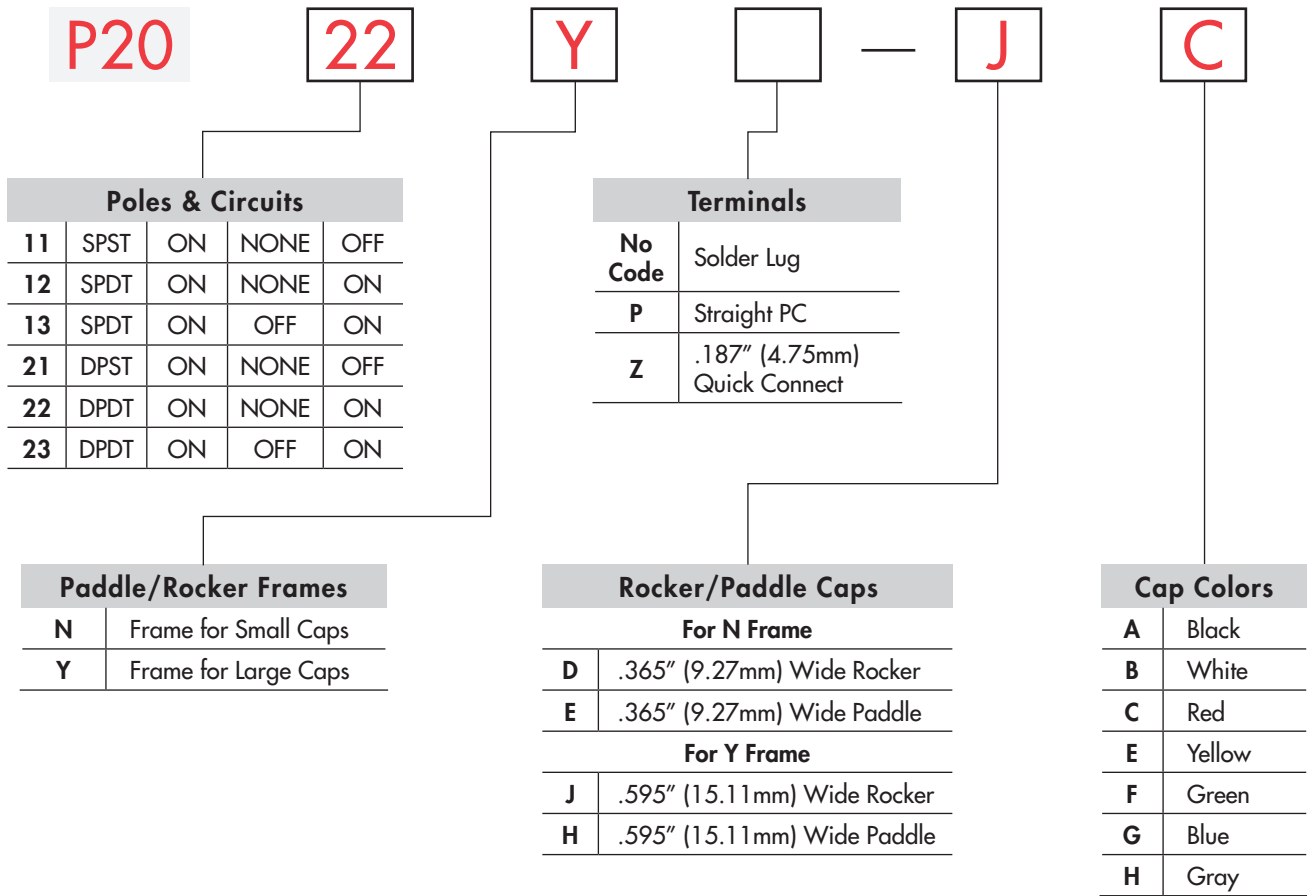 P20 22 Y — J C
Poles & Circuits
11 SPST ON NONE OFF
12 SPDT ON NONE ON
13 SPDT ON OFF ON
21 DPST ON NONE OFF
22 DPDT ON NONE ON
23 DPDT ON OFF ON
Terminals
No Code Solder Lug
P Straight PC
Z .187" (4.75mm)
Quick Connect
Paddle/Rocker Frames
N Frame for Small Caps
Y Frame for Large Caps
Rocker/Paddle Caps
For N Frame
D .365" (9.27mm) Wide Rocker
E .365" (9.27mm) Wide Paddle
For Y Frame
J .595" (15.11mm) Wide Rocker
H .595" (15.11mm) Wide Paddle
Cap Colors
A Black
B White
C Red
E Yellow
F Green
G Blue
H Gray